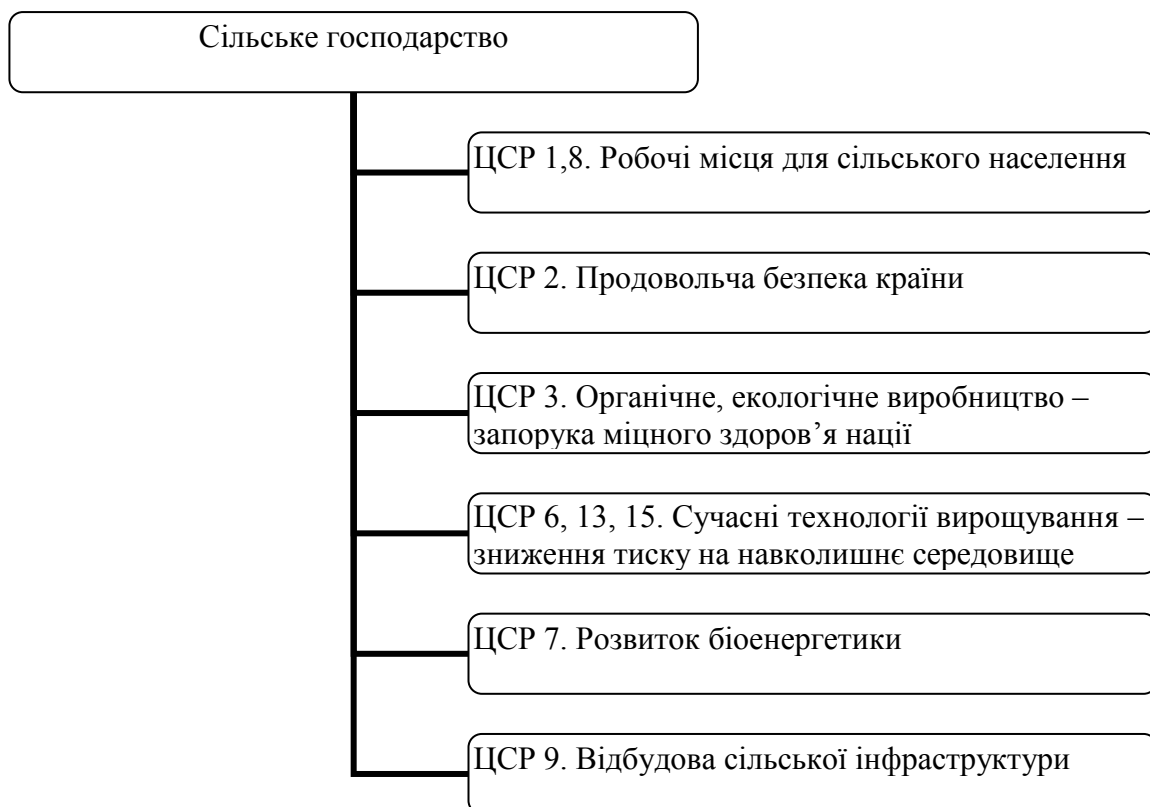 Сільське господарство
ЦСР 1,8. Робочі місця для сільського населення
ЦСР 2. Продовольча безпека країни
ЦСР 3. Органічне, екологічне виробництво –
запорука міцного здоров’я нації
ЦСР 6, 13, 15. Сучасні технології вирощування –
зниження тиску на навколишнє середовище
ЦСР 7. Розвиток біоенергетики
ЦСР 9. Відбудова сільської інфраструктури